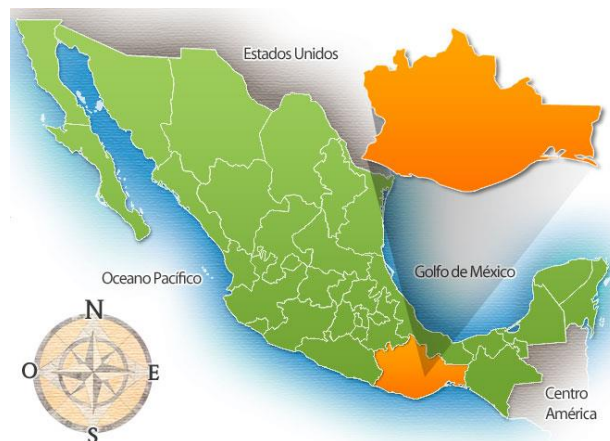 Estados Unidos
Golfo de México
Oceano Pacífico
N
O
E
S
Centro
América